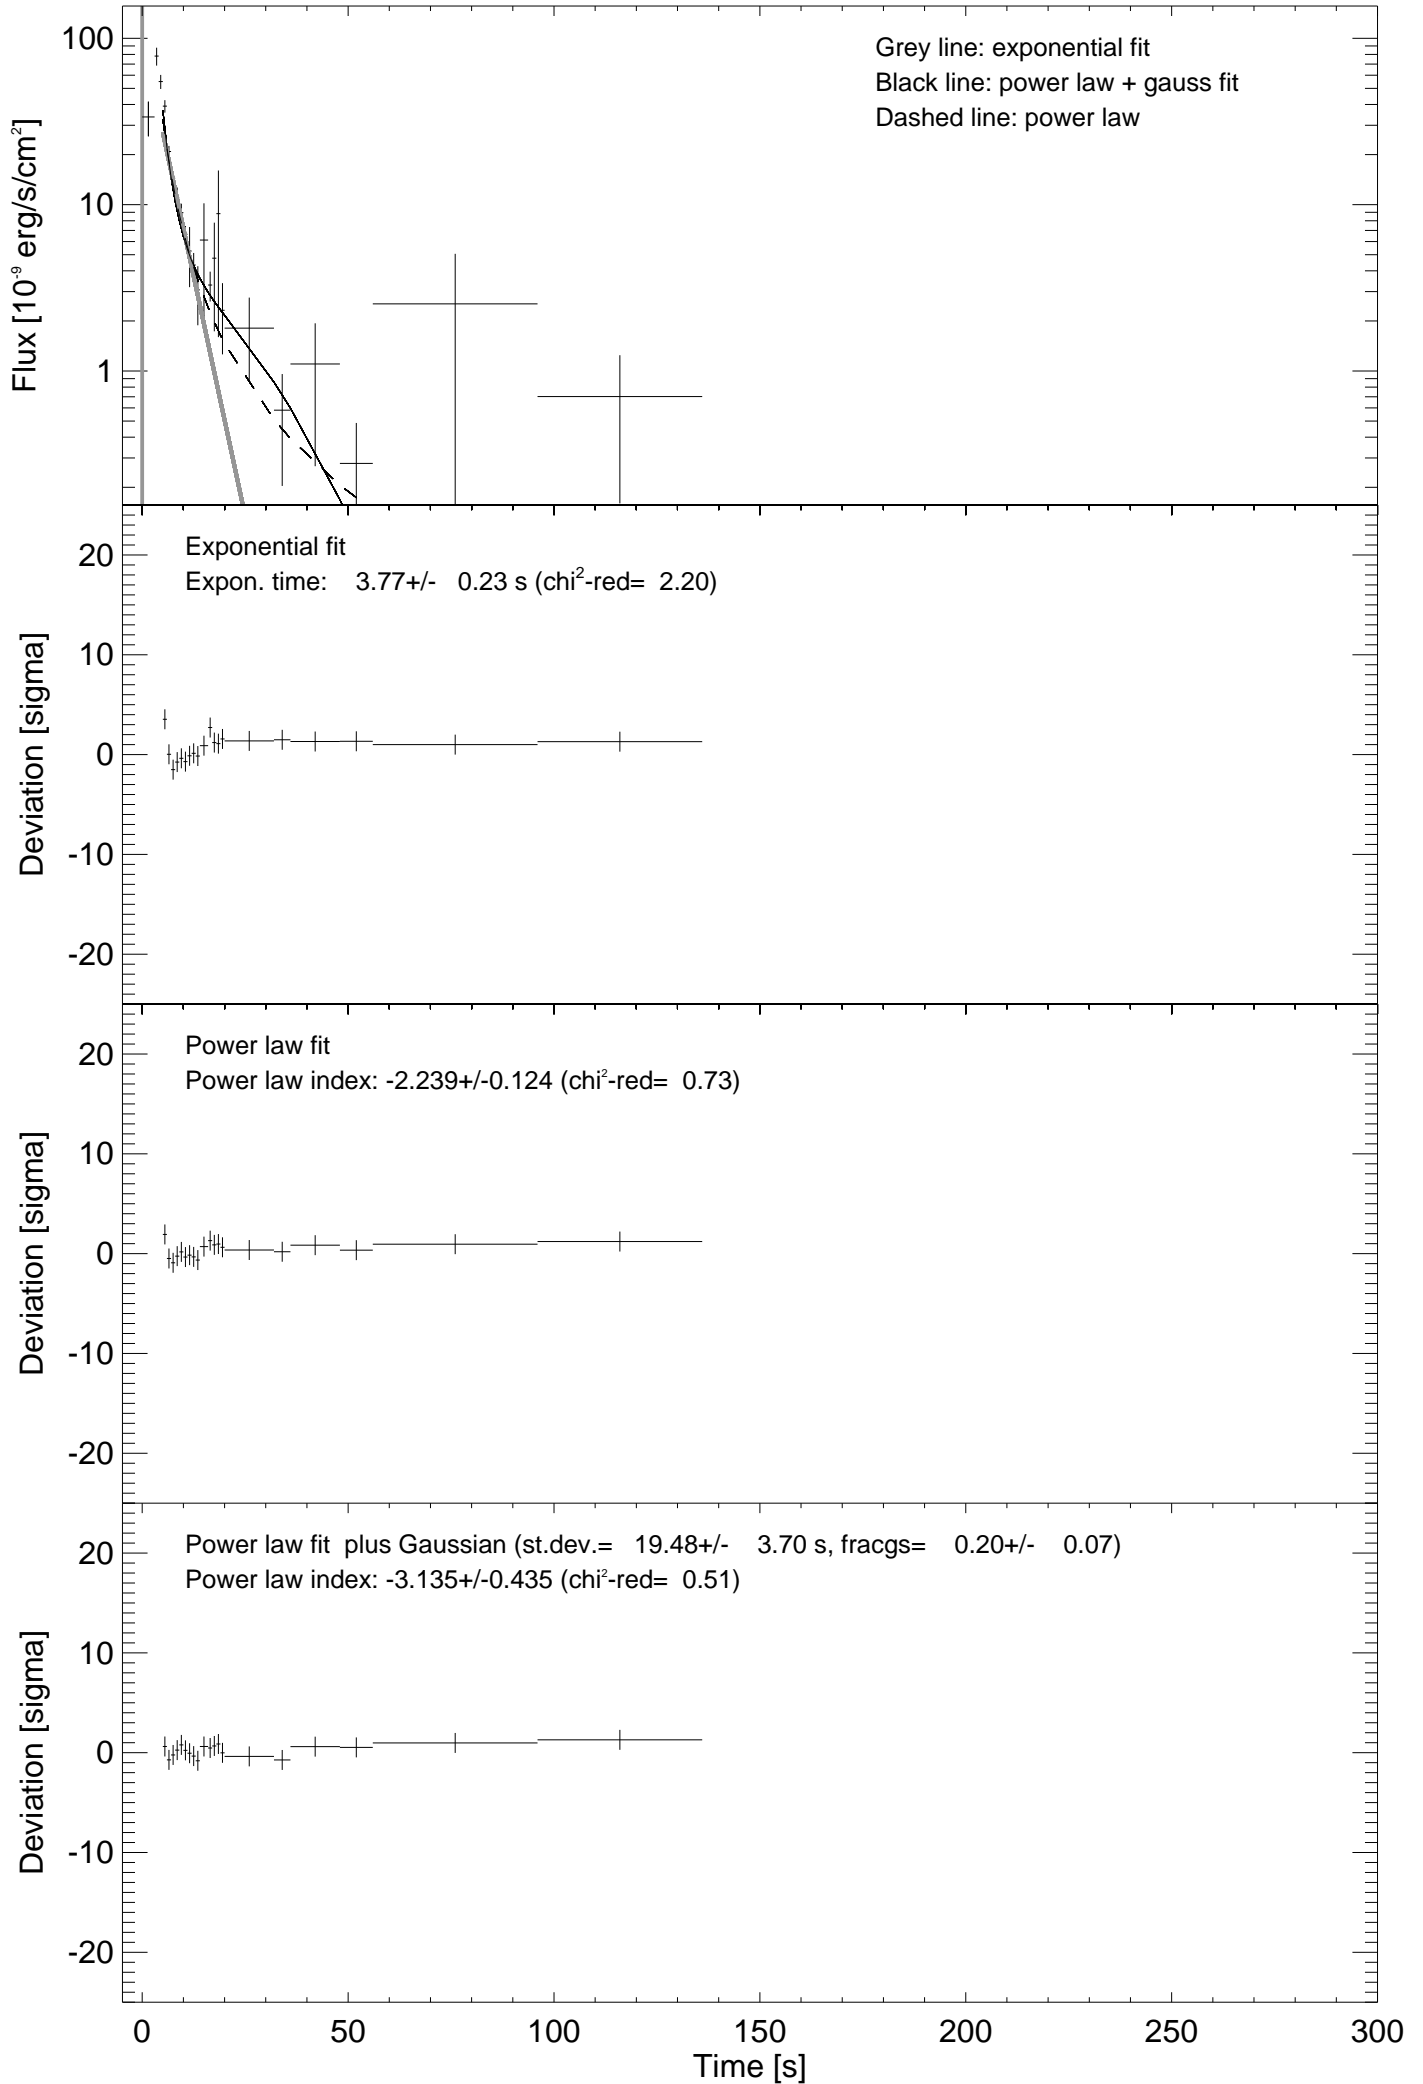 100
10
1
Flux [10⁻⁹ erg/s/cm²]
Grey line: exponential fit
Black line: power law + gauss fit
Dashed line: power law
20
10
0
-10
-20
Deviation [sigma]
Exponential fit
Expon. time: 3.77+/- 0.23 s (chi²-red= 2.20)
20
10
0
-10
-20
Deviation [sigma]
Power law fit
Power law index: -2.239+/-0.124 (chi²-red= 0.73)
20
10
0
-10
-20
Deviation [sigma]
Power law fit plus Gaussian (st.dev.= 19.48+/- 3.70 s, fracgs= 0.20+/- 0.07)
Power law index: -3.135+/-0.435 (chi²-red= 0.51)
0 50 100 150 200 250 300
Time [s]